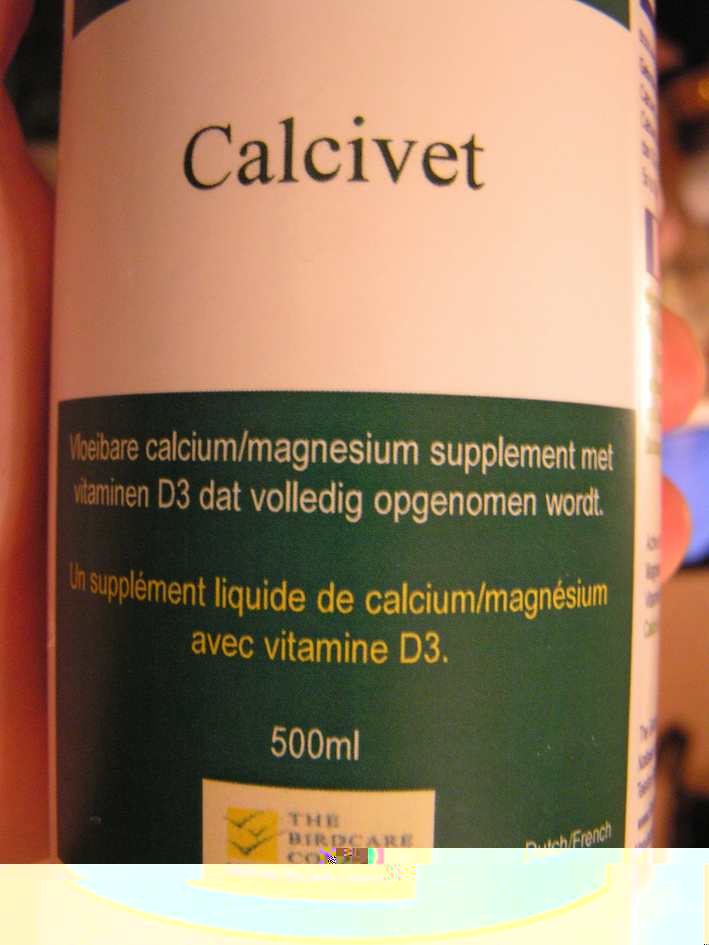 Calcivet
Vloeibare calcium/magnesium supplement met
vitaminen D3 dat volledig opgenomen wordt.
Un supplément liquide de calcium/magnésium
avec vitamine D3.
500ml
THE
BIRDCARE
Dutch/French